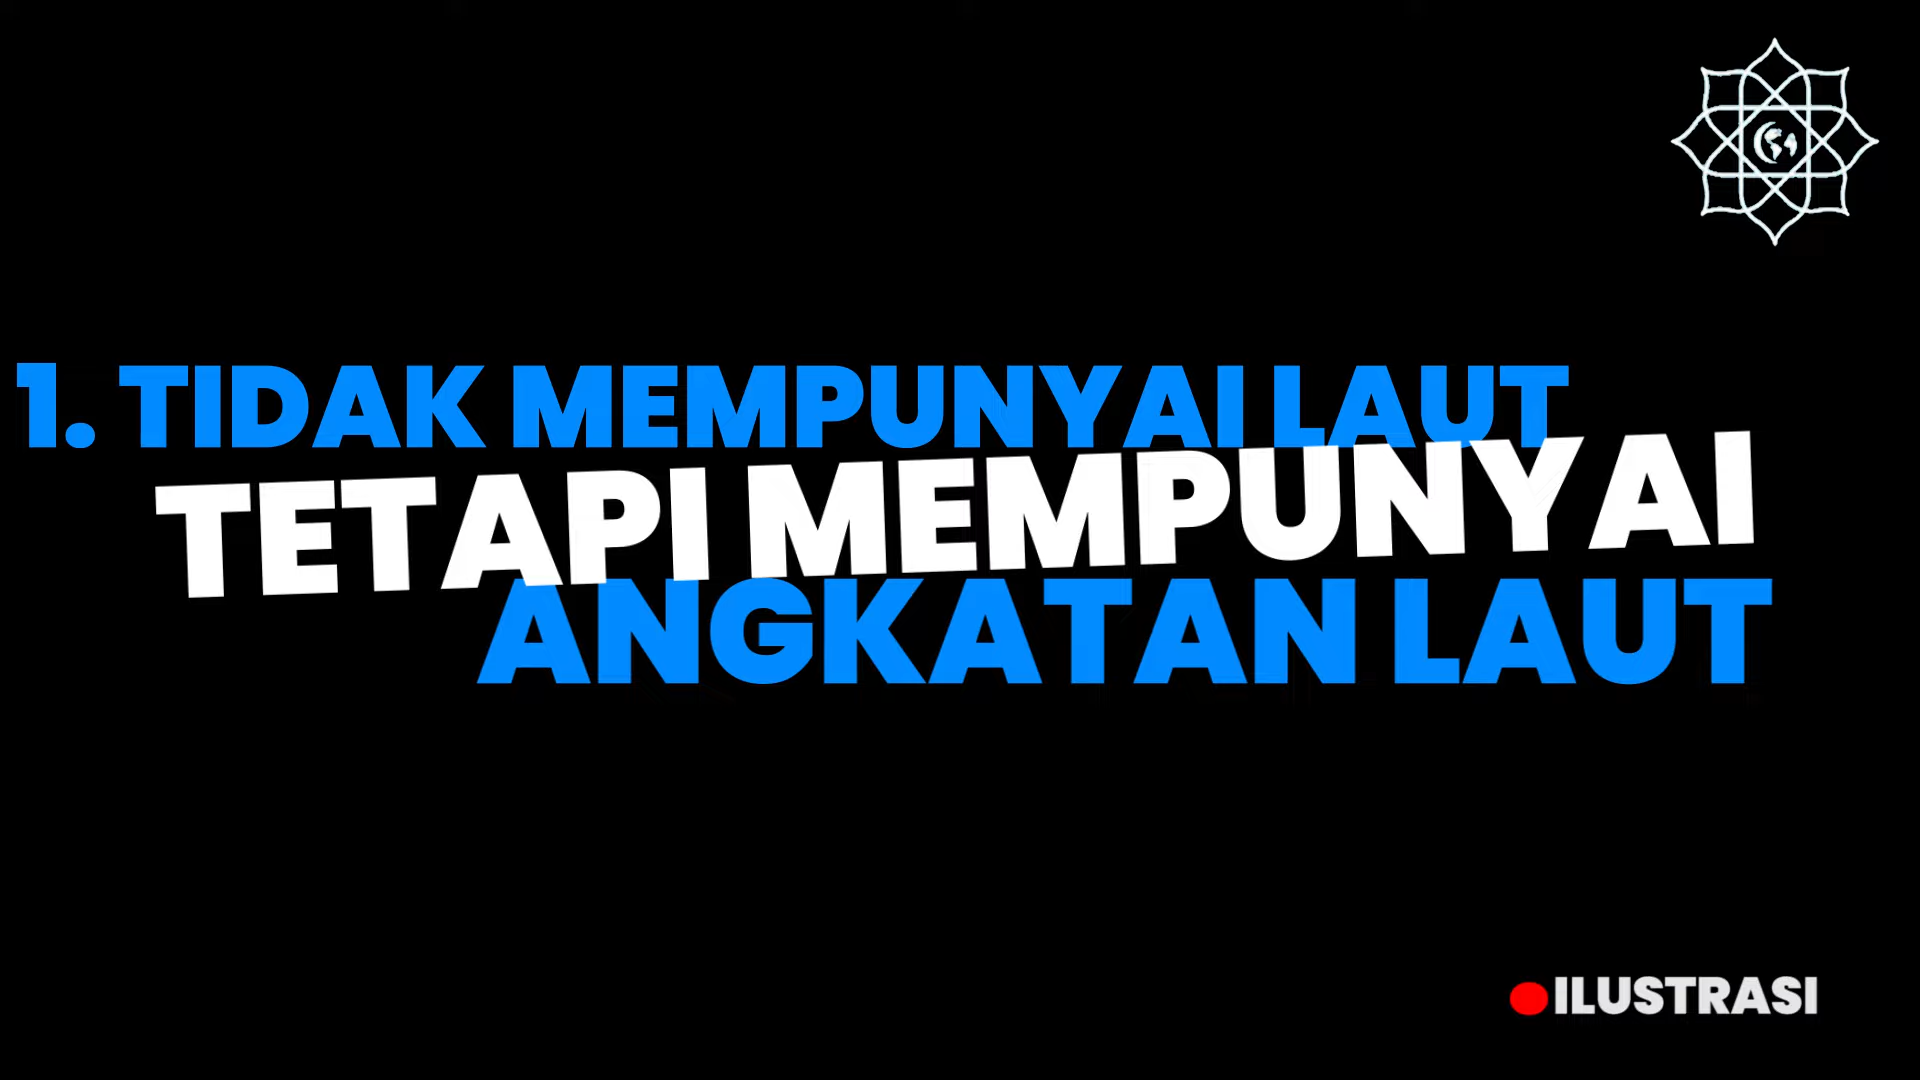 1. TIDAK MEMPUNYAI LAUT
TETAPI MEMPUNYAI
ANGKATAN LAUT
ILUSTRASI